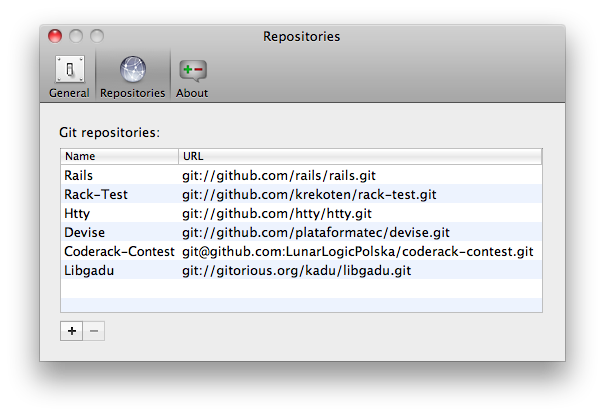 Repositories
General Repositories About
Git repositories:
Name URL
Rails git://github.com/rails/rails.git
Rack-Test git://github.com/krekoten/rack-test.git
Htty git://github.com/htty/htty.git
Devise git://github.com/plataformatec/devise.git
Coderack-Contest git@github.com:LunarLogicPolska/coderack-contest.git
Libgadu git://gitorious.org/kadu/libgadu.git
+ −